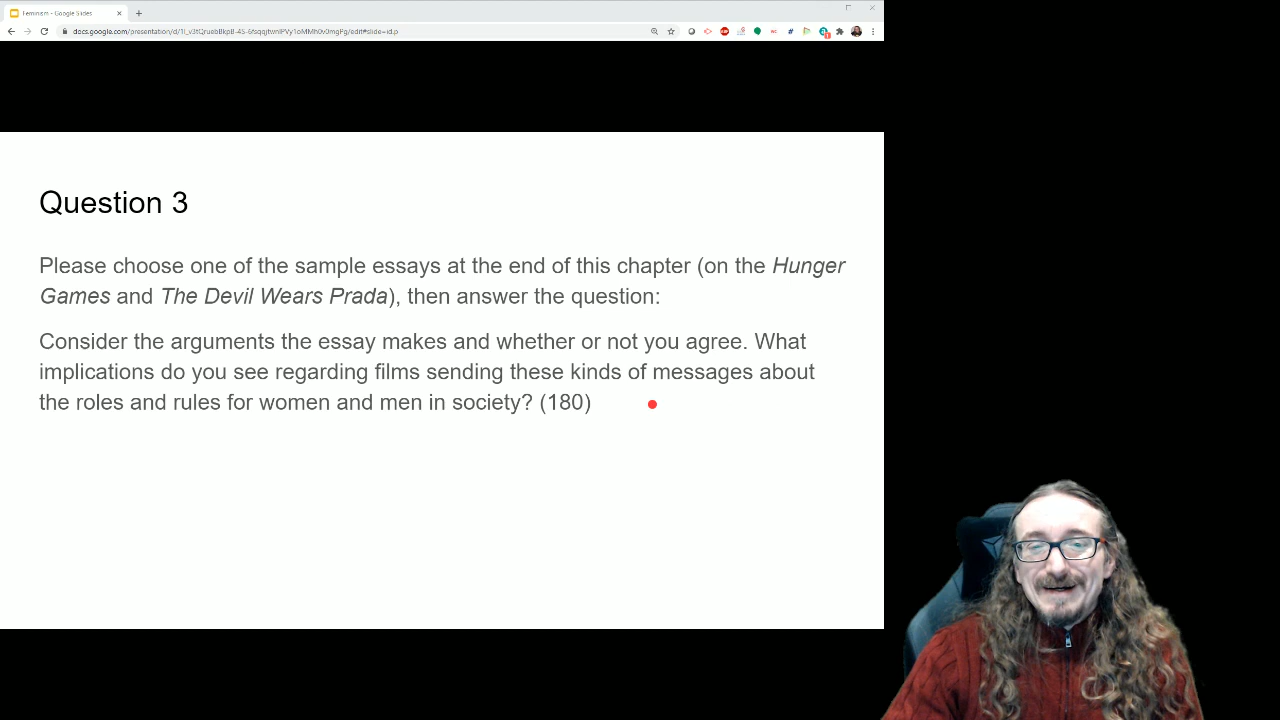 Feminism - Google Slides
Question 3
Please choose one of the sample essays at the end of this chapter (on the Hunger
Games and The Devil Wears Prada), then answer the question:
Consider the arguments the essay makes and whether or not you agree. What
implications do you see regarding films sending these kinds of messages about
the roles and rules for women and men in society? (180)